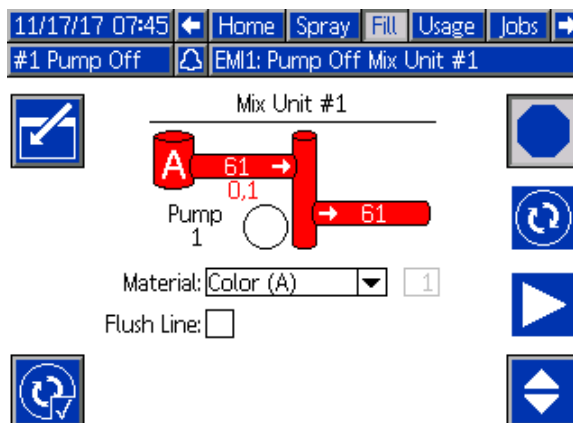 11/17/17 07:45 Home Spray Fill Usage Jobs
#1 Pump Off EMI1: Pump Off Mix Unit #1
Mix Unit #1
A 61
0,1
61
Pump
1
Material: Color (A) 1
Flush Line: